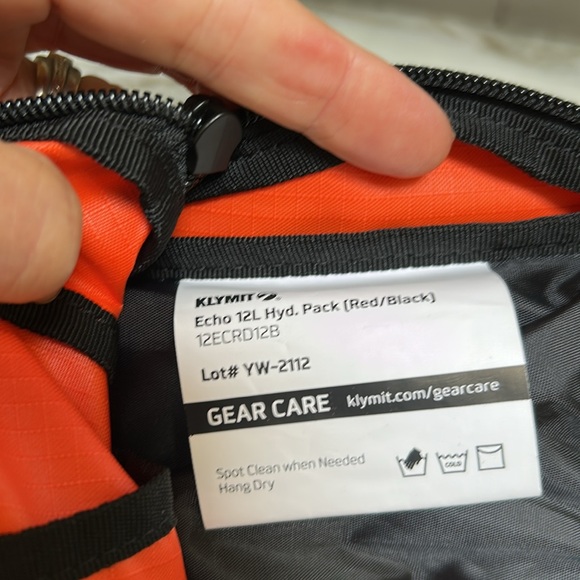 KLYMIT®
Echo 12L Hyd. Pack (Red/Black)
12ECRD12B
Lot# YW-2112
GEAR CARE klymit.com/gearcare
Spot Clean when Needed
Hang Dry
COLD